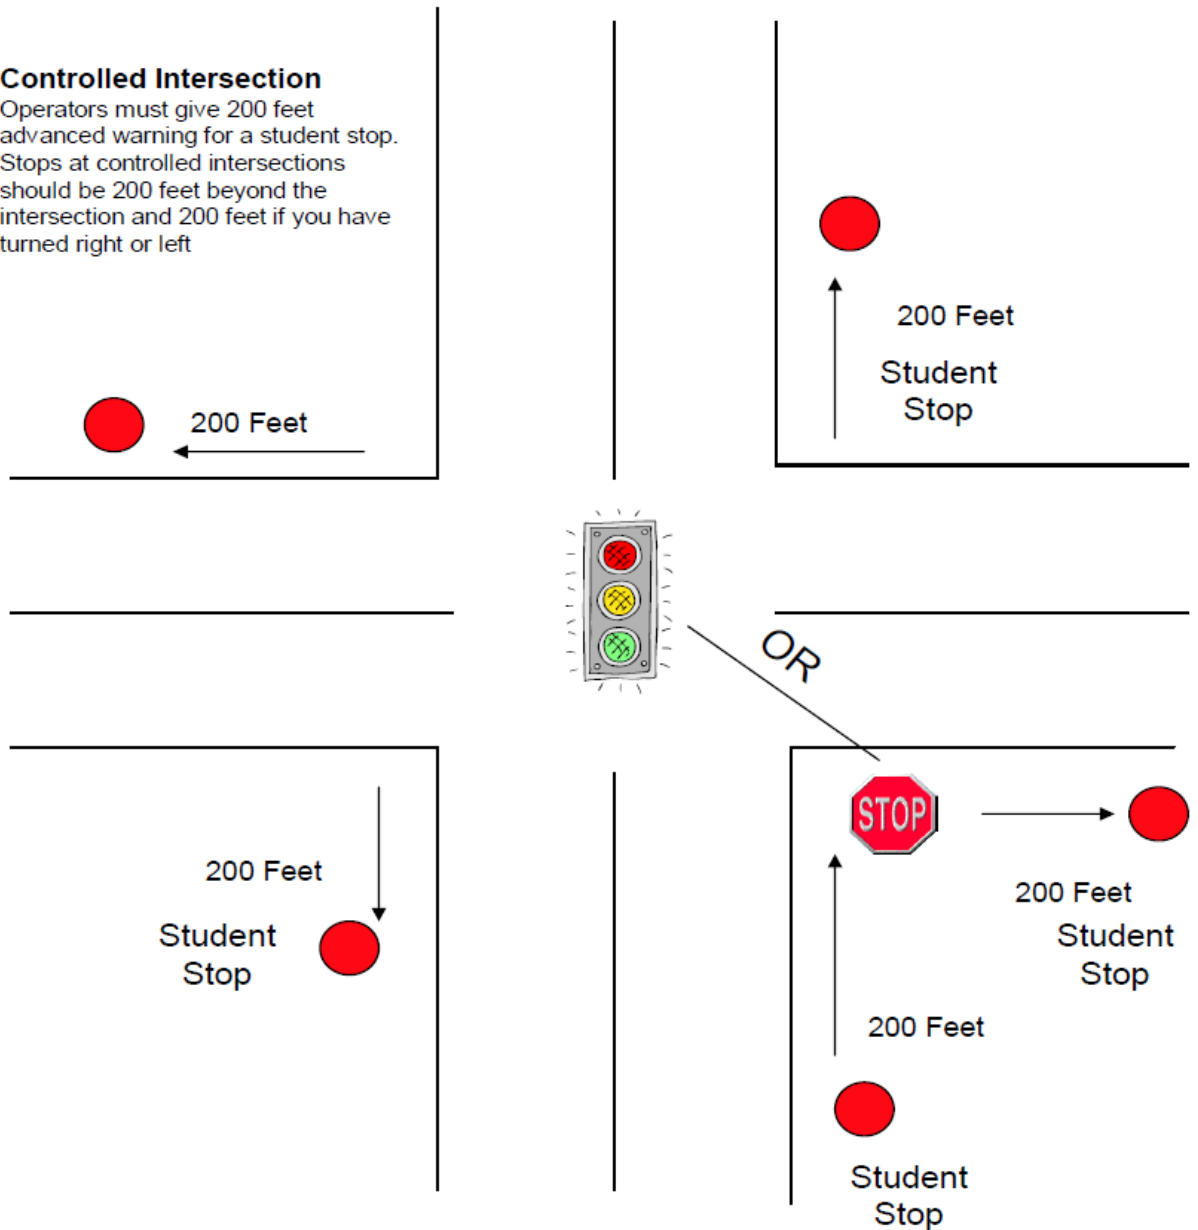 Controlled Intersection
Operators must give 200 feet
advanced warning for a student stop.
Stops at controlled intersections
should be 200 feet beyond the
intersection and 200 feet if you have
turned right or left
200 Feet
Student
Stop
200 Feet
OR
STOP
200 Feet
Student
Stop
200 Feet
Student
Stop
200 Feet
Student
Stop